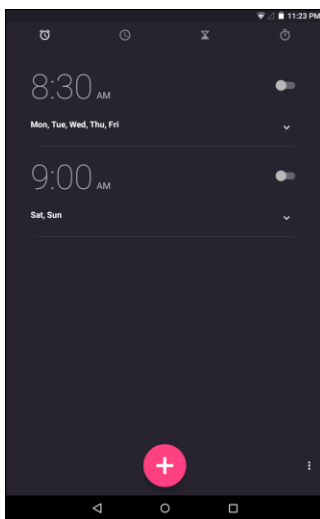 11:23 PM
8:30 AM
Mon, Tue, Wed, Thu, Fri
9:00 AM
Sat, Sun